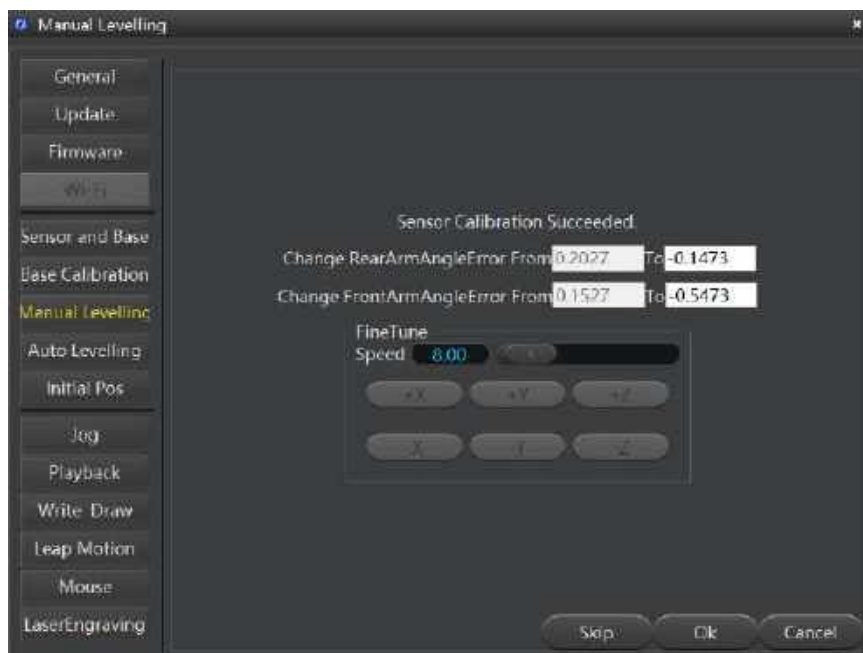 Manual Levelling
General
Update
Firmware
Wi-Fi
Sensor and Base
Base Calibration
Manual Levelling
Auto Levelling
Initial Pos
Jog
Playback
Write Draw
Leap Motion
Mouse
LaserEngraving
Sensor Calibration Succeeded.
Change RearArmAngleError From 0.2027 To -0.1473
Change FrontArmAngleError From 0.1527 To -0.5473
FineTune
Speed 8.00
+X +Y +Z
X Y -Z
Skip Ok Cancel